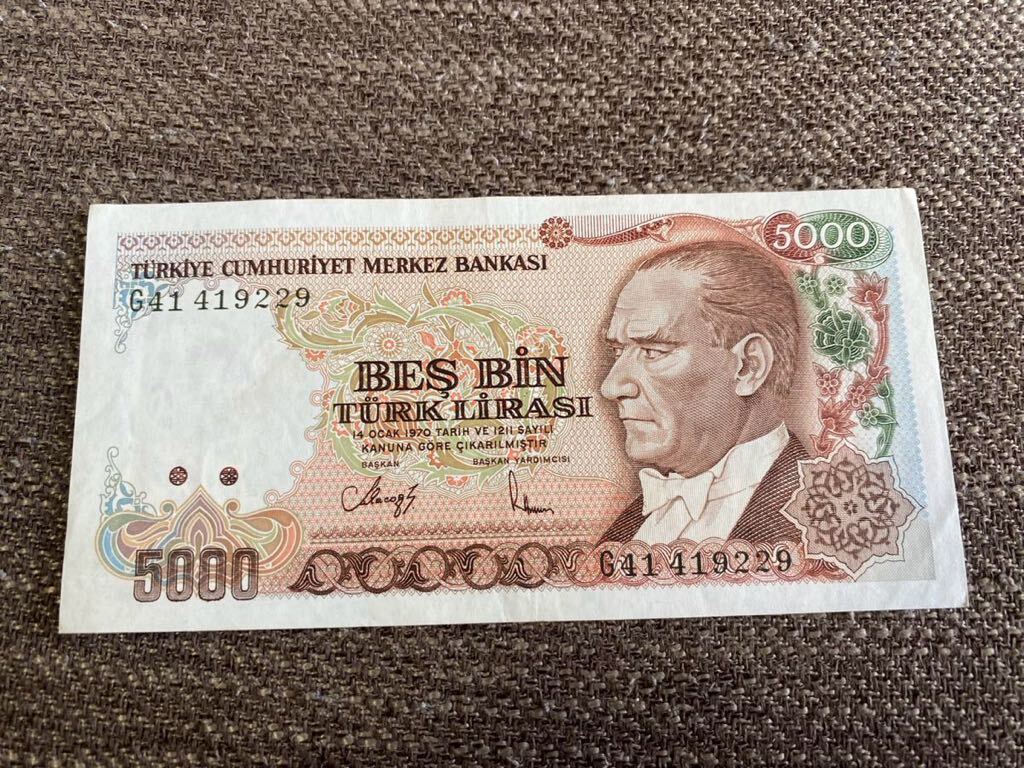 5000
TÜRKİYE CUMHURİYET MERKEZ BANKASI
G41 419229
BEŞ BİN
TÜRK LİRASI
14 OCAK 1970 TARİH VE 1211 SAYILI
KANUNA GÖRE ÇIKARILMIŞTIR
BAŞKAN BAŞKAN YARDIMCISI
5000
G41 419229